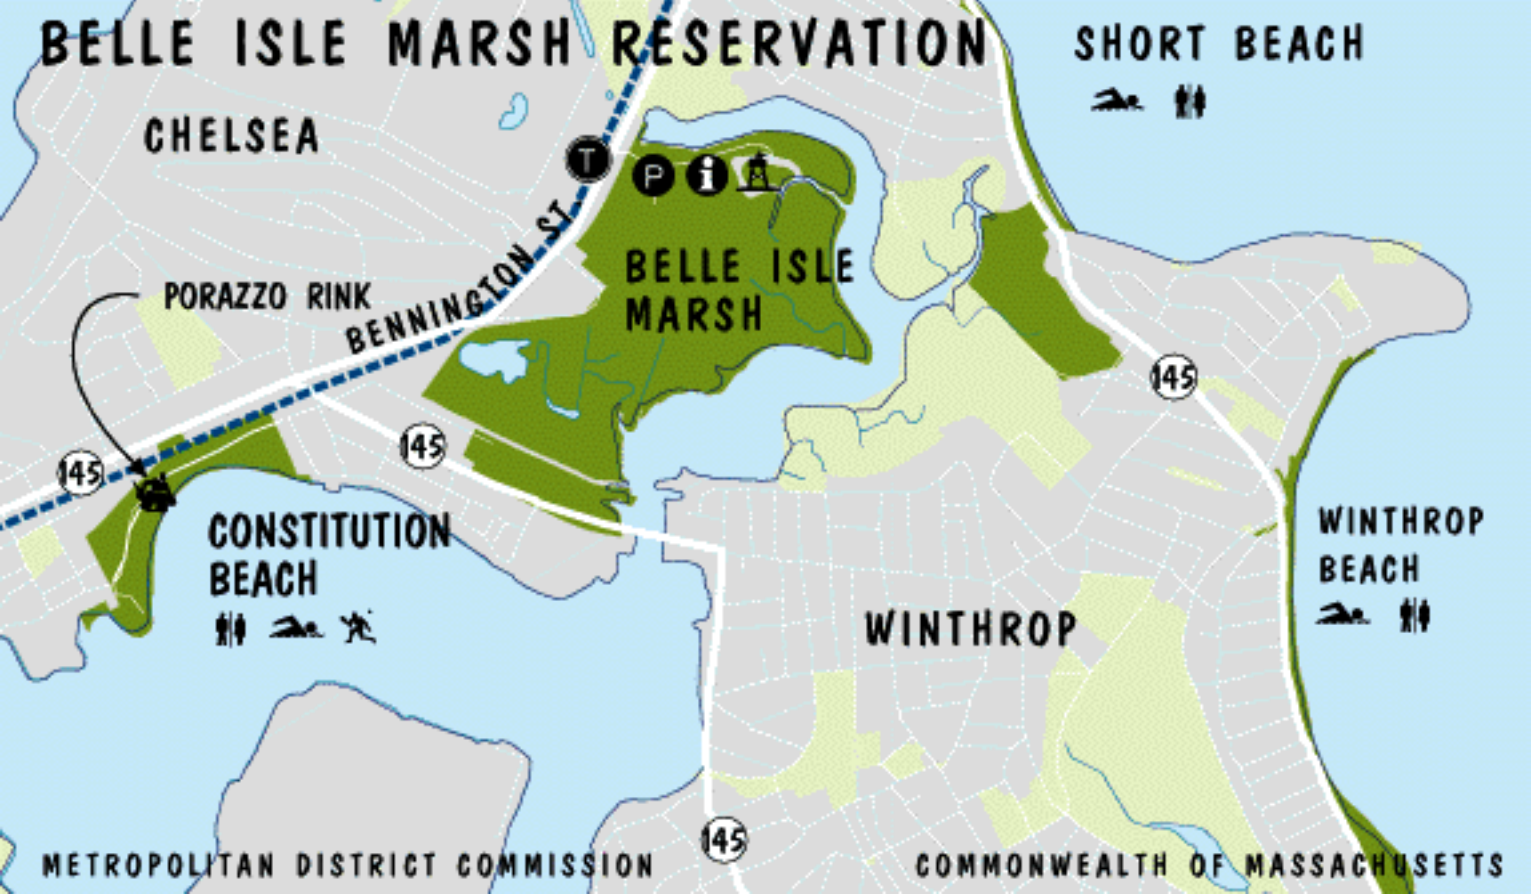 BELLE ISLE MARSH RESERVATION
SHORT BEACH
CHELSEA
T
P i
BENNINGTON ST.
BELLE ISLE
MARSH
PORAZZO RINK
145
145
145
CONSTITUTION
BEACH
WINTHROP
BEACH
WINTHROP
145
METROPOLITAN DISTRICT COMMISSION
COMMONWEALTH OF MASSACHUSETTS